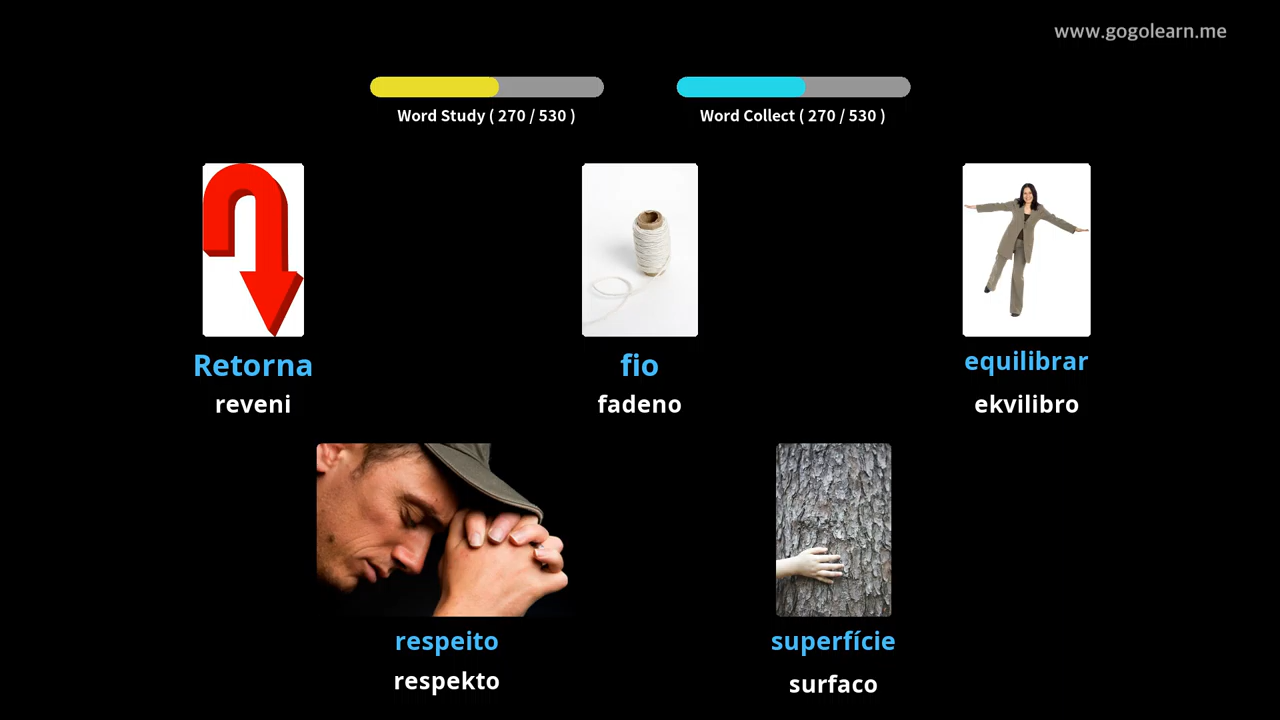 www.gogolearn.me
Word Study ( 270 / 530 )
Word Collect ( 270 / 530 )
Retorna
reveni
fio
fadeno
equilibrar
ekvilibro
respeito
respekto
superfície
surfaco